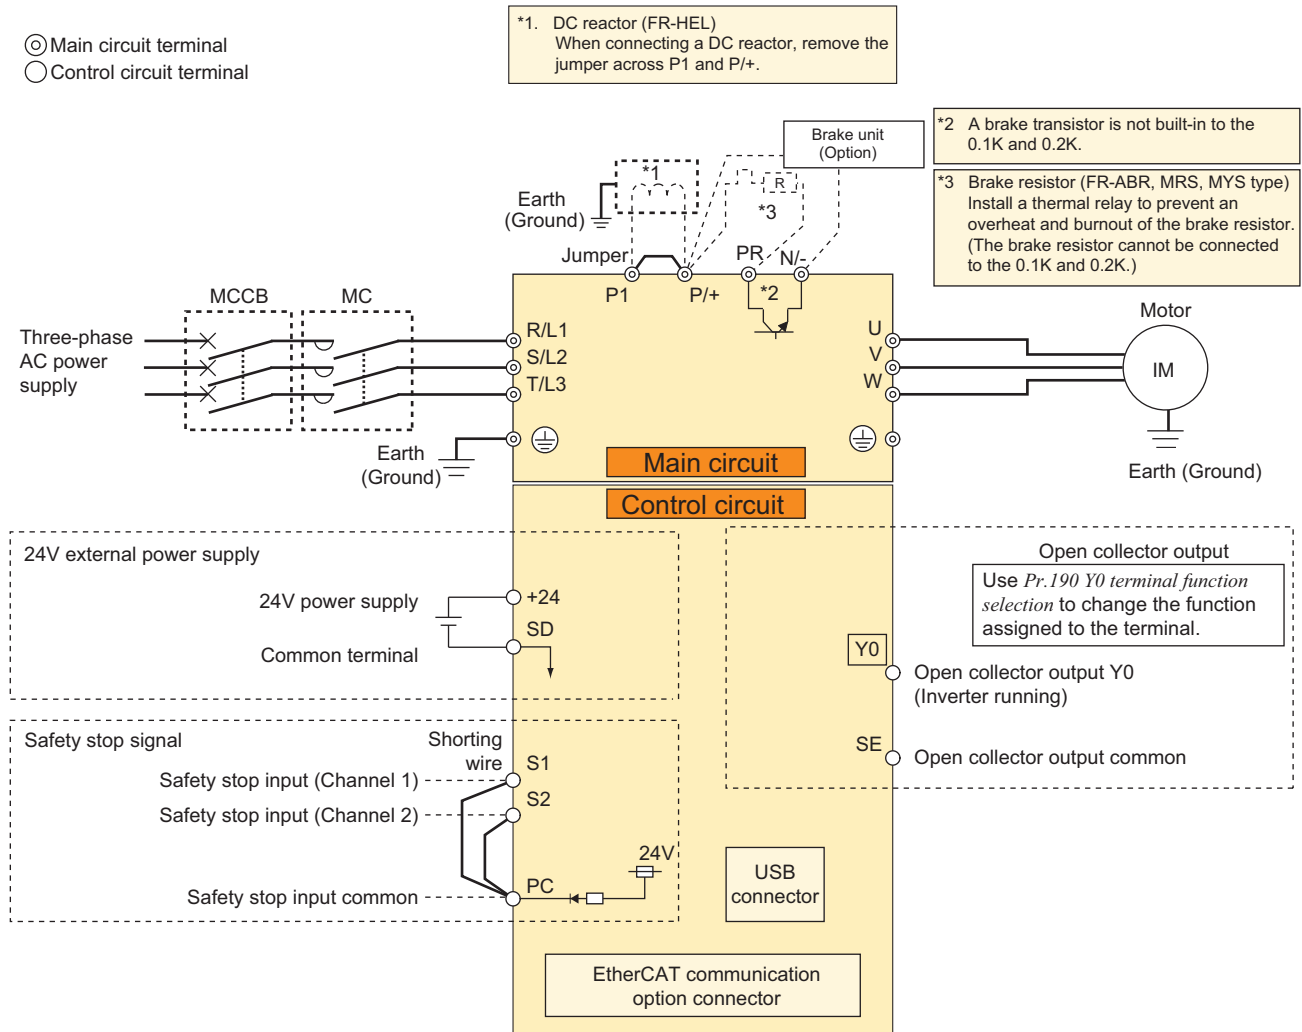 Main circuit terminal
Control circuit terminal
*1. DC reactor (FR-HEL)
When connecting a DC reactor, remove the
jumper across P1 and P/+.
Brake unit
(Option)
*2 A brake transistor is not built-in to the
0.1K and 0.2K.
*3 Brake resistor (FR-ABR, MRS, MYS type)
Install a thermal relay to prevent an
overheat and burnout of the brake resistor.
(The brake resistor cannot be connected
to the 0.1K and 0.2K.)
*1
R
*3
Earth
(Ground)
Jumper
PR
N/-
P1
P/+
*2
MCCB
MC
Three-phase
AC power
supply
R/L1
S/L2
T/L3
U
V
W
Motor
IM
Earth
(Ground)
Earth (Ground)
Main circuit
Control circuit
24V external power supply
24V power supply
+24
SD
Common terminal
Open collector output
Use Pr.190 Y0 terminal function
selection to change the function
assigned to the terminal.
Y0
Open collector output Y0
(Inverter running)
SE
Open collector output common
Safety stop signal
Shorting
wire
S1
Safety stop input (Channel 1)
S2
Safety stop input (Channel 2)
24V
PC
Safety stop input common
USB
connector
EtherCAT communication
option connector